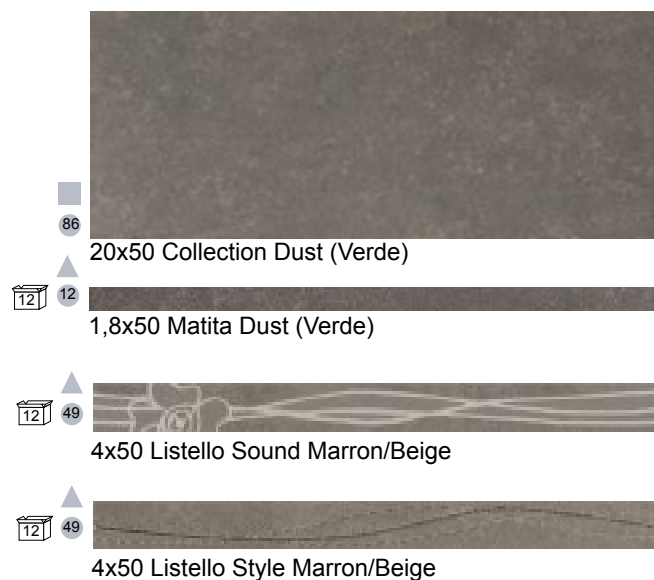 86
20x50 Collection Dust (Verde)
12 12
1,8x50 Matita Dust (Verde)
12 49
4x50 Listello Sound Marron/Beige
12 49
4x50 Listello Style Marron/Beige